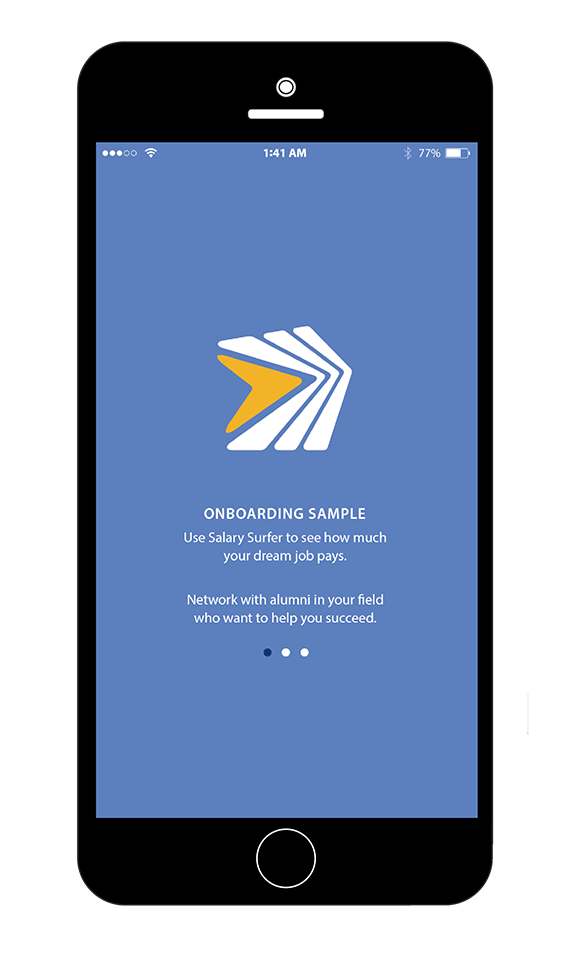 1:41 AM
77%
ONBOARDING SAMPLE
Use Salary Surfer to see how much
your dream job pays.
Network with alumni in your field
who want to help you succeed.